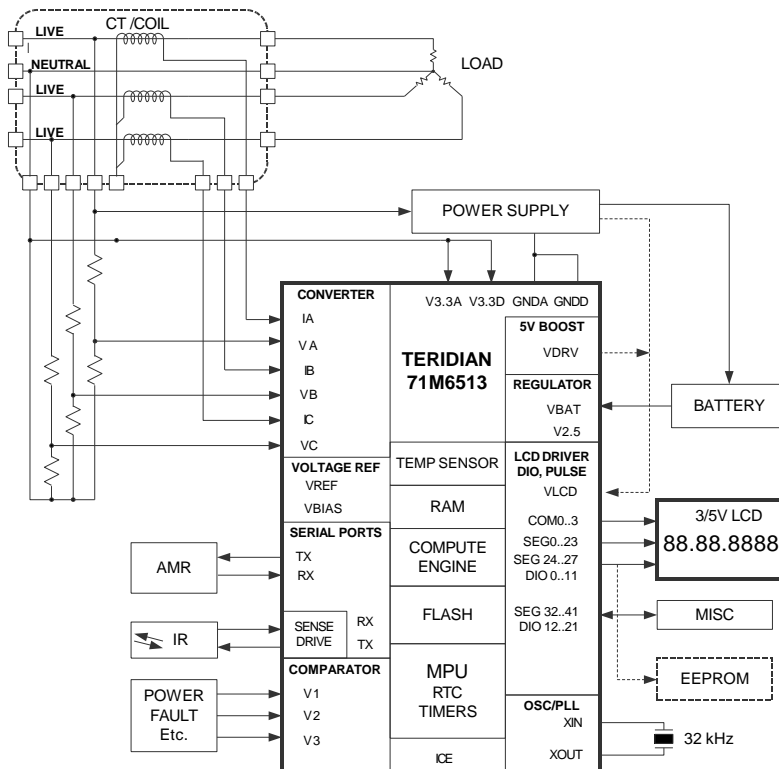 CT /COIL
LIVE
NEUTRAL
LIVE
LIVE
LOAD
POWER SUPPLY
CONVERTER
IA
VA
IB
VB
IC
VC
V3.3A V3.3D GNDA GNDD
TERIDIAN
71M6513
5V BOOST
VDRV
REGULATOR
VBAT
V2.5
BATTERY
VOLTAGE REF
VREF
VBIAS
TEMP SENSOR
RAM
COMPUTE
ENGINE
FLASH
MPU
RTC
TIMERS
ICE
LCD DRIVER
DIO, PULSE
VLCD
COM0..3
SEG0..23
SEG 24..27
DIO 0..11
SEG 32..41
DIO 12..21
3/5V LCD
88.88.8888
MISC
EEPROM
SERIAL PORTS
TX
RX
AMR
SENSE
DRIVE
RX
TX
IR
COMPARATOR
V1
V2
V3
POWER
FAULT
Etc.
OSC/PLL
XIN
XOUT
32 kHz